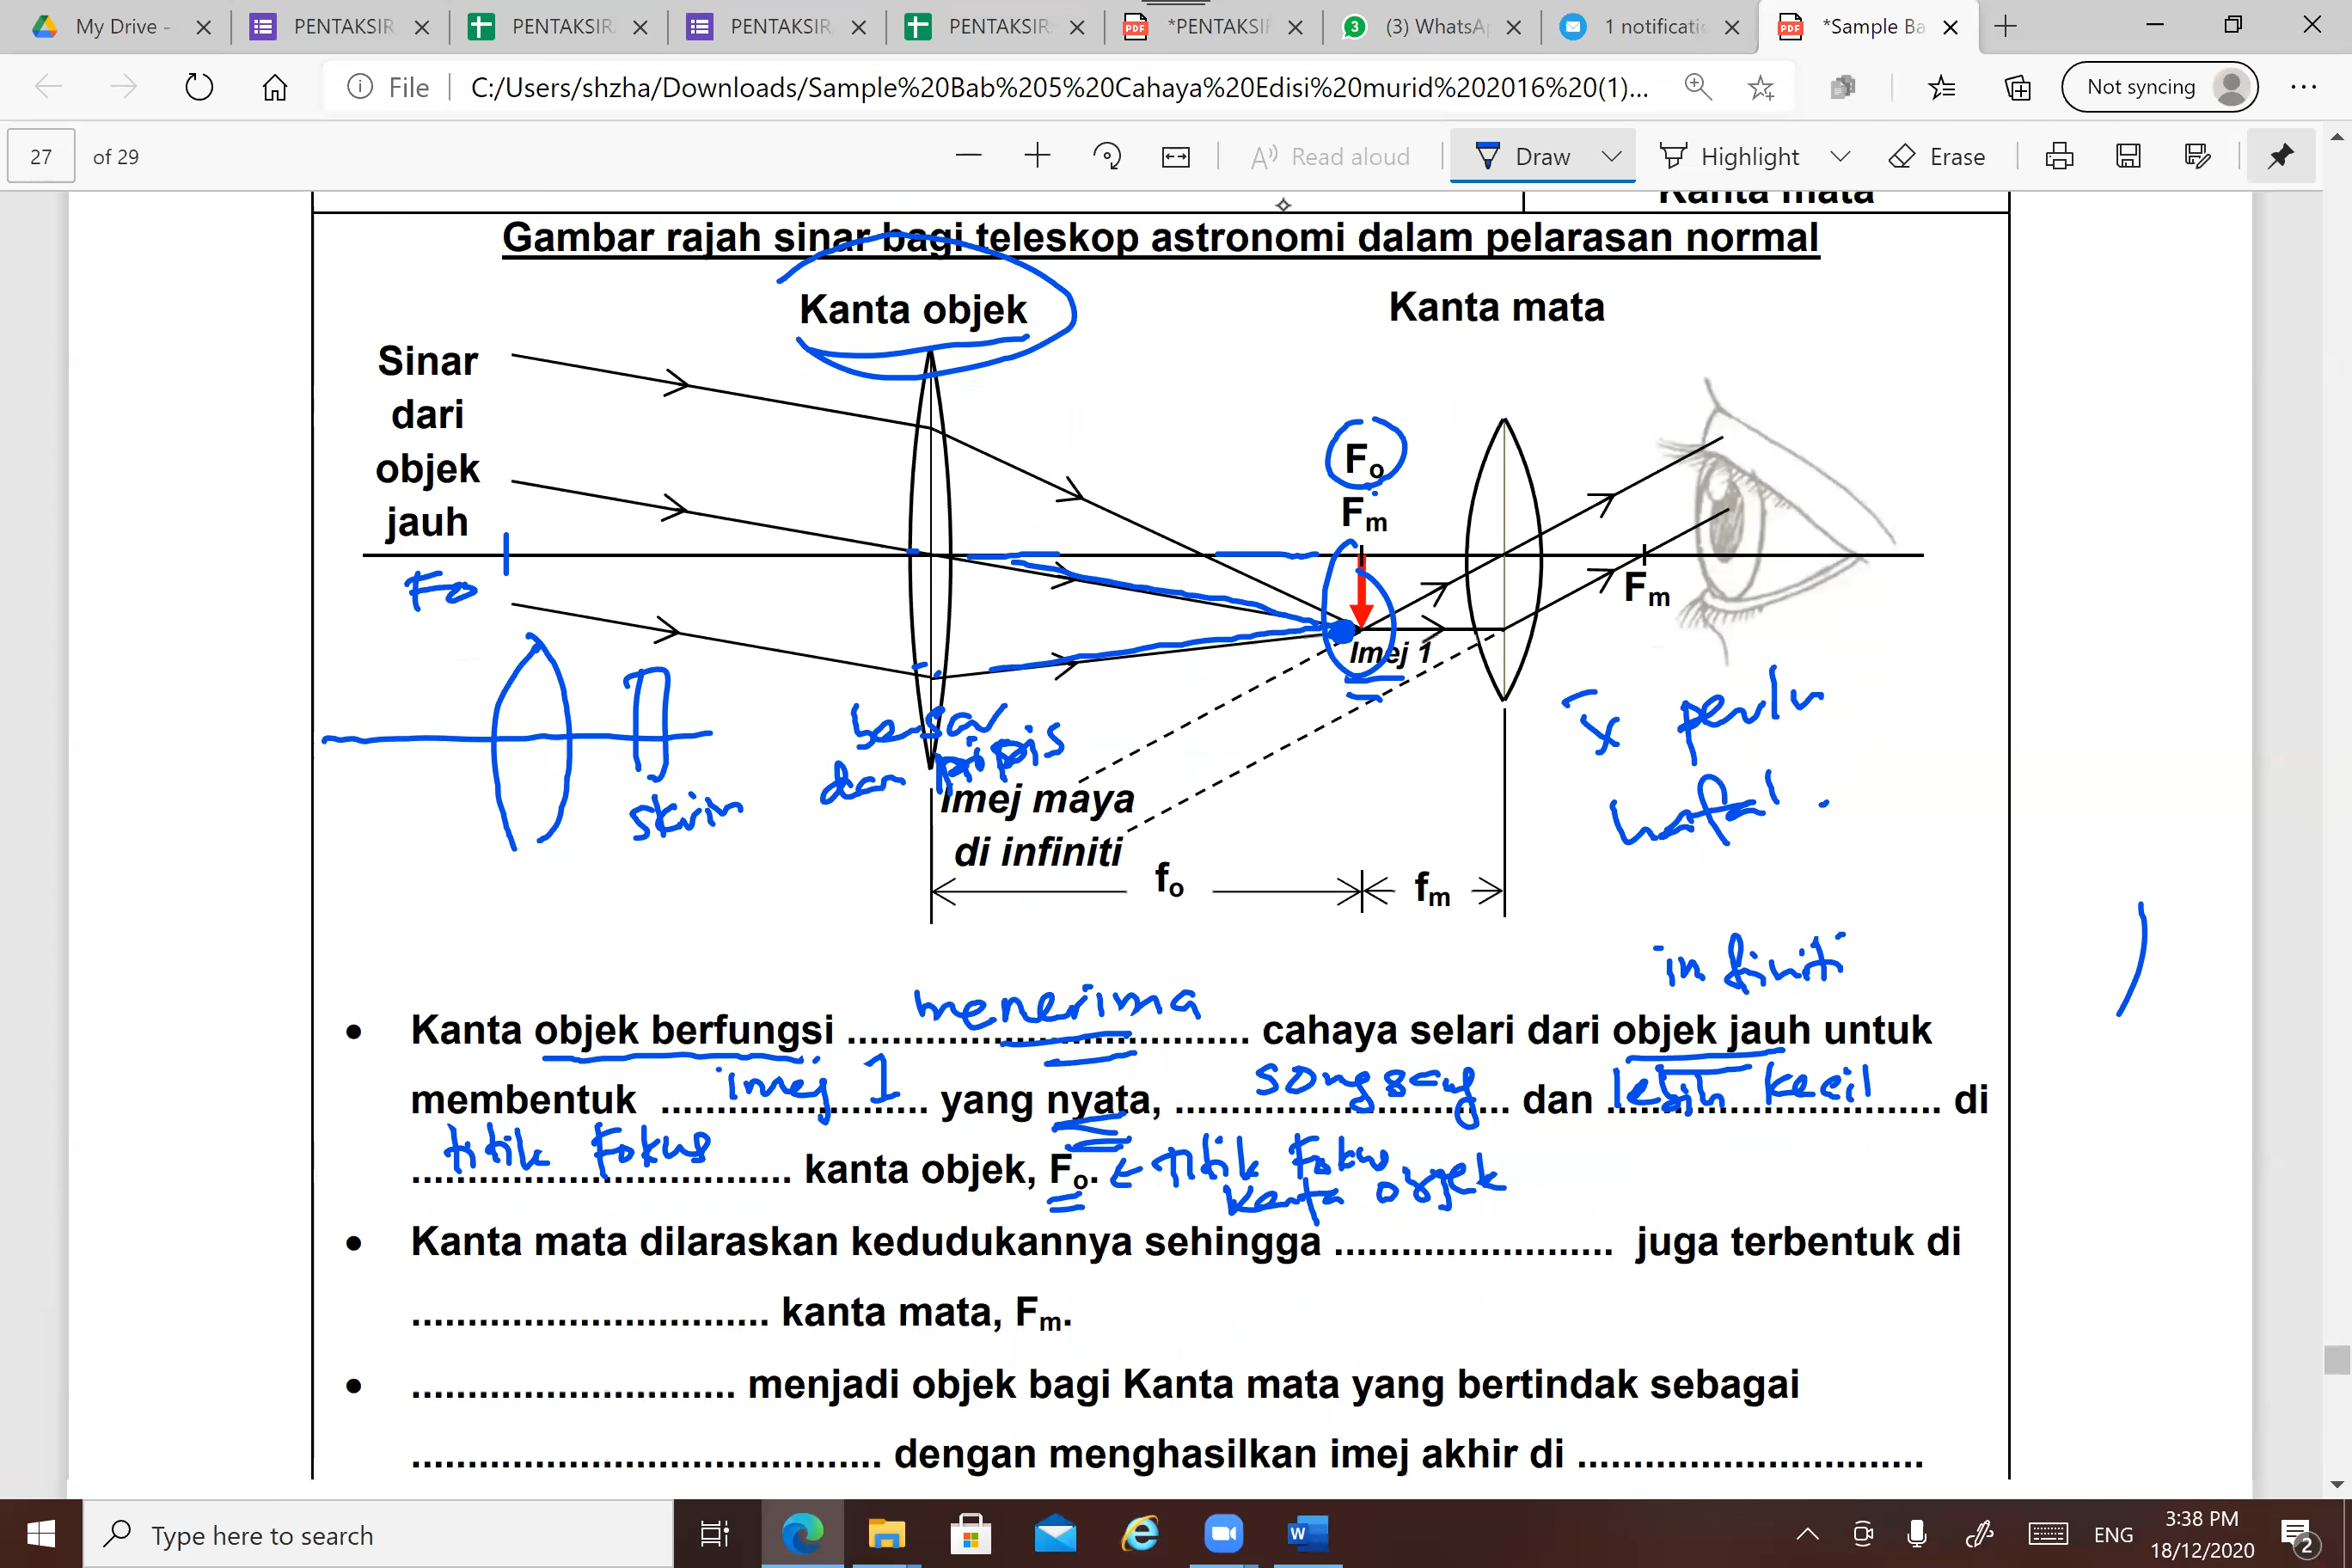 My Drive -
PENTAKSIR
PENTAKSIR
PENTAKSIR
PENTAKSIR
*PENTAKSI
(3) WhatsA
1 notificati
*Sample Ba
File
C:/Users/shzha/Downloads/Sample%20Bab%205%20Cahaya%20Edisi%20murid%202016%20(1)...
Not syncing
27 of 29
Read aloud
Draw
Highlight
Erase
Kanta mata
Gambar rajah sinar bagi teleskop astronomi dalam pelarasan normal
Kanta objek
Kanta mata
Sinar
dari
objek
jauh
Fo
Fm
Fo
Fm
Imej 1
skrin
besar
dan nipis
Imej maya
di infiniti
x perlu
hafal.
fo
fm
infiniti
menerima
• Kanta objek berfungsi .................................... cahaya selari dari objek jauh untuk
imej 1 songsang lebih kecil
membentuk ........................ yang nyata, .............................. dan .............................. di
titik fokus
.................................. kanta objek, Fo. ← titik fokus
kanta objek
• Kanta mata dilaraskan kedudukannya sehingga ......................... juga terbentuk di
................................ kanta mata, Fm.
• ............................. menjadi objek bagi Kanta mata yang bertindak sebagai
.......................................... dengan menghasilkan imej akhir di ...............................
Type here to search
ENG
3:38 PM
18/12/2020
2